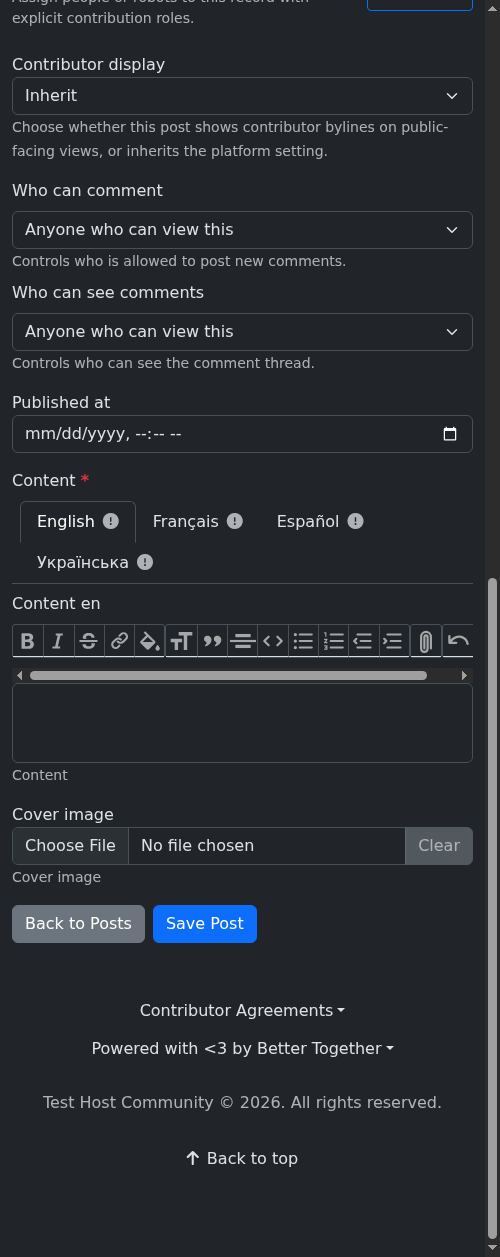 Assign people or robots to this record with
explicit contribution roles.
Contributor display
Inherit
Choose whether this post shows contributor bylines on public-
facing views, or inherits the platform setting.
Who can comment
Anyone who can view this
Controls who is allowed to post new comments.
Who can see comments
Anyone who can view this
Controls who can see the comment thread.
Published at
mm/dd/yyyy, --:-- --
Content *
English
Français
Español
Українська
Content en
Content
Cover image
Choose File No file chosen Clear
Cover image
Back to Posts Save Post
Contributor Agreements
Powered with <3 by Better Together
Test Host Community © 2026. All rights reserved.
Back to top